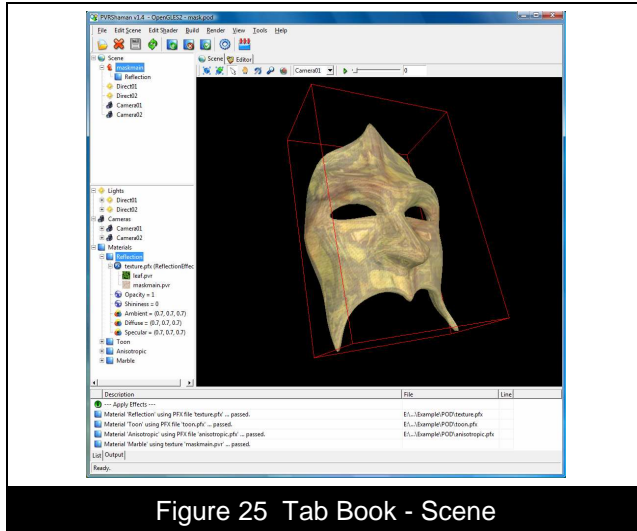 PVRShaman v1.4 - OpenGLES2 - mask.pod
File Edit Scene Edit Shader Build Render View Tools Help
Scene Editor
Camera01 0
Scene
maskmain
Reflection
Direct01
Direct02
Camera01
Camera02
Lights
Direct01
Direct02
Cameras
Camera01
Camera02
Materials
Reflection
texture.pfx (ReflectionEffec
leaf.pvr
maskmain.pvr
Opacity = 1
Shininess = 0
Ambient = (0.7, 0.7, 0.7)
Diffuse = (0.7, 0.7, 0.7)
Specular = (0.7, 0.7, 0.7)
Toon
Anisotropic
Marble
Description File Line
--- Apply Effects ---
Material 'Reflection' using PFX file 'texture.pfx' ... passed. E:\...\Example\POD\texture.pfx
Material 'Toon' using PFX file 'toon.pfx' ... passed. E:\...\Example\POD\toon.pfx
Material 'Anisotropic' using PFX file 'anisotropic.pfx' ... passed. E:\...\Example\POD\anisotropic.pfx
Material 'Marble' using texture 'maskmain.pvr' ... passed.
List Output
Ready.
Figure 25 Tab Book - Scene